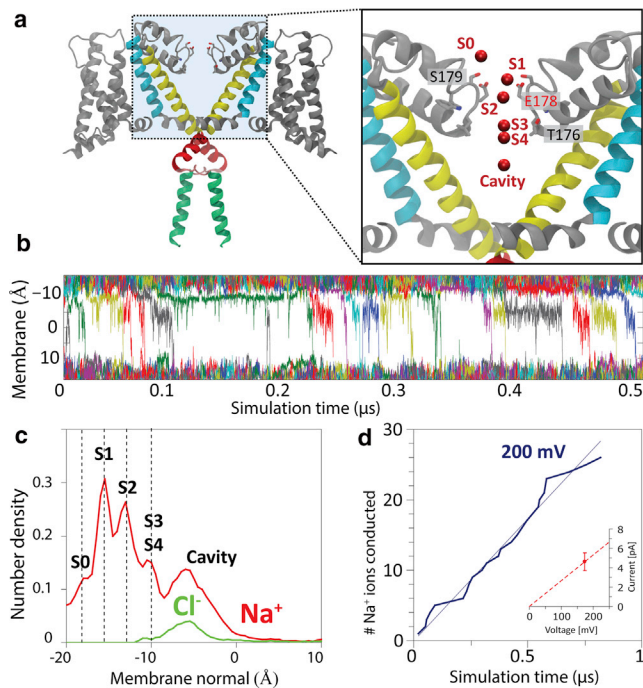 a
S0
S1
S179
S2
E178
S3
S4
T176
Cavity
b
Membrane (Å)
-10
0
10
0
0.1
0.2
0.3
0.4
0.5
Simulation time (µs)
c
Number density
0.3
0.2
0.1
0
S0
S1
S2
S3
S4
Cavity
Cl-
Na+
-20
-10
0
10
Membrane normal (Å)
d
# Na+ ions conducted
30
20
10
0
200 mV
Current [pA]
8
6
4
2
0
0
100
200
Voltage [mV]
0
0.5
1
Simulation time (µs)